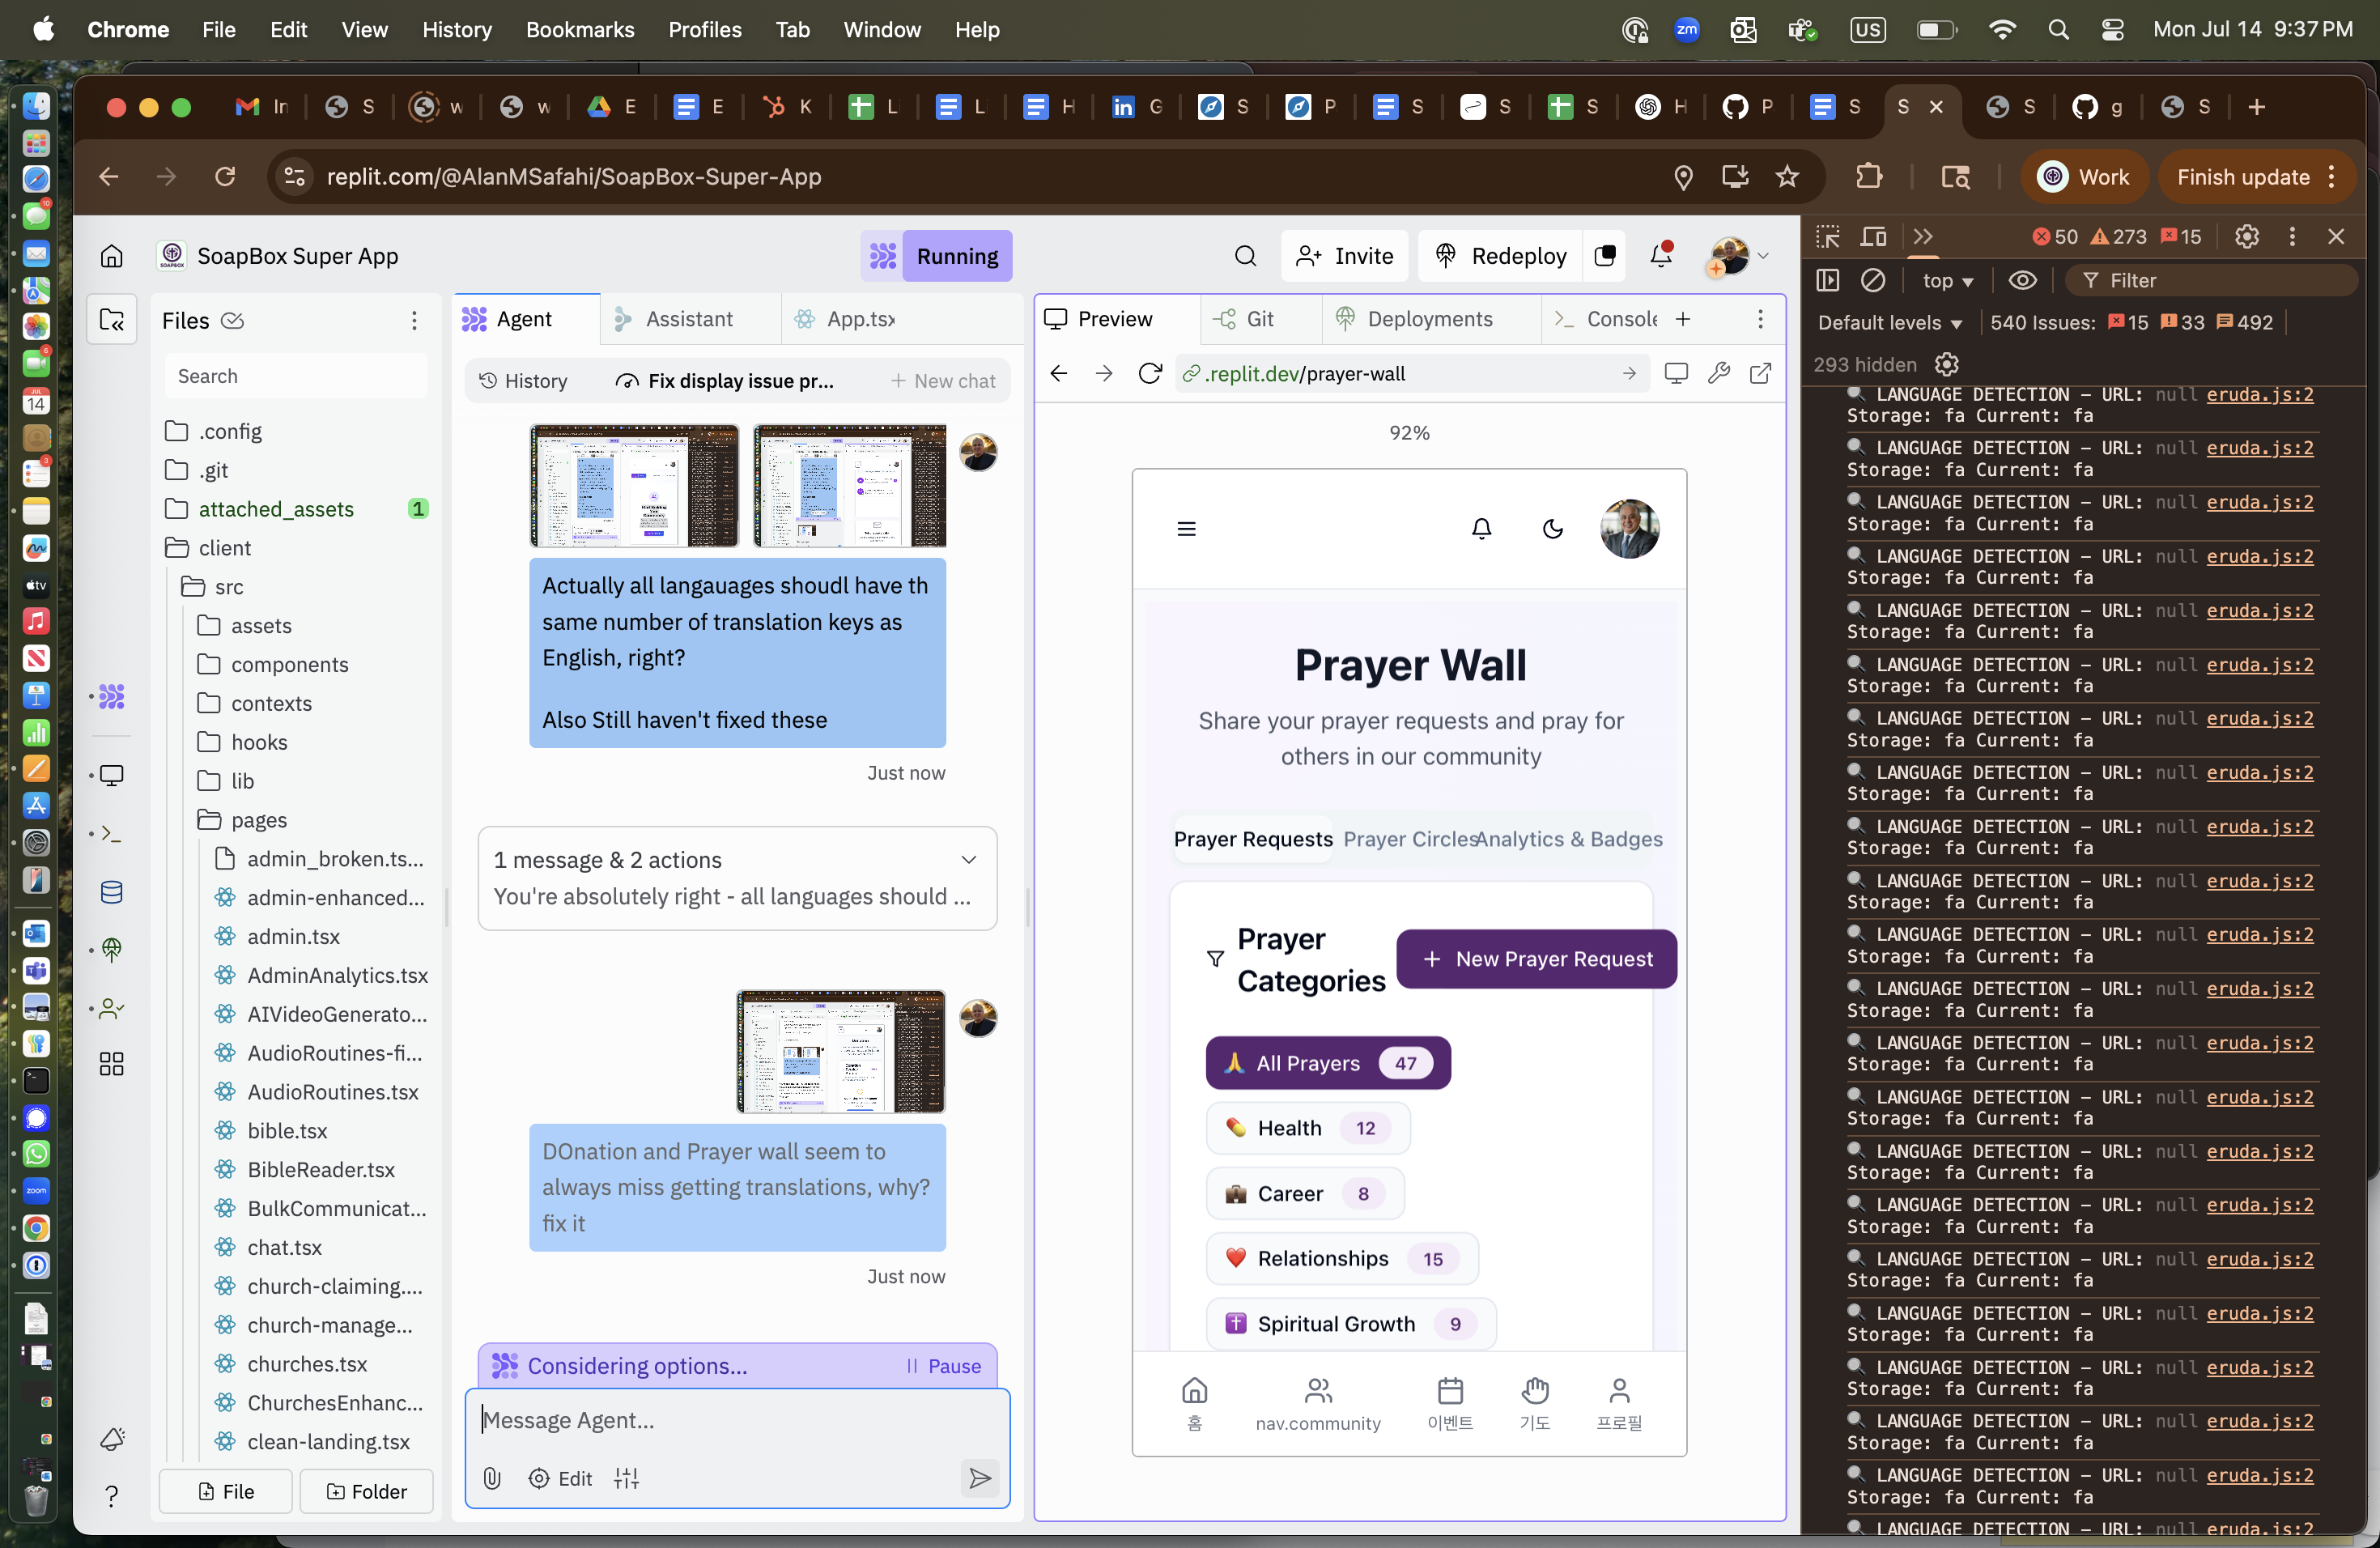 Chrome File Edit View History Bookmarks Profiles Tab Window Help
zm US Mon Jul 14 9:37 PM
In S w w E E K L L H G S P S S S H P S S S g S
replit.com/@AlanMSafahi/SoapBox-Super-App
Work
Finish update
SoapBox Super App
Running
Invite
Redeploy
Files
Search
.config
.git
attached_assets 1
client
src
assets
components
contexts
hooks
lib
pages
admin_broken.ts...
admin-enhanced...
admin.tsx
AdminAnalytics.tsx
AIVideoGenerato...
AudioRoutines-fi...
AudioRoutines.tsx
bible.tsx
BibleReader.tsx
BulkCommunicat...
chat.tsx
church-claiming....
church-manage...
churches.tsx
ChurchesEnhanc...
clean-landing.tsx
File
Folder
Agent
Assistant
App.tsx
History
Fix display issue pr...
New chat
Actually all langauages shoudl have th
same number of translation keys as
English, right?
Also Still haven't fixed these
Just now
1 message & 2 actions
You're absolutely right - all languages should ...
DOnation and Prayer wall seem to
always miss getting translations, why?
fix it
Just now
Considering options...
Pause
Message Agent...
Edit
Preview
Git
Deployments
Console
.replit.dev/prayer-wall
92%
Prayer Wall
Share your prayer requests and pray for
others in our community
Prayer Requests
Prayer Circles
Analytics & Badges
Prayer
Categories
New Prayer Request
All Prayers 47
Health 12
Career 8
Relationships 15
Spiritual Growth 9
홈
nav.community
이벤트
기도
프로필
50 273 15
top
Filter
Default levels
540 Issues: 15 33 492
293 hidden
LANGUAGE DETECTION – URL: null eruda.js:2
Storage: fa Current: fa
LANGUAGE DETECTION – URL: null eruda.js:2
Storage: fa Current: fa
LANGUAGE DETECTION – URL: null eruda.js:2
Storage: fa Current: fa
LANGUAGE DETECTION – URL: null eruda.js:2
Storage: fa Current: fa
LANGUAGE DETECTION – URL: null eruda.js:2
Storage: fa Current: fa
LANGUAGE DETECTION – URL: null eruda.js:2
Storage: fa Current: fa
LANGUAGE DETECTION – URL: null eruda.js:2
Storage: fa Current: fa
LANGUAGE DETECTION – URL: null eruda.js:2
Storage: fa Current: fa
LANGUAGE DETECTION – URL: null eruda.js:2
Storage: fa Current: fa
LANGUAGE DETECTION – URL: null eruda.js:2
Storage: fa Current: fa
LANGUAGE DETECTION – URL: null eruda.js:2
Storage: fa Current: fa
LANGUAGE DETECTION – URL: null eruda.js:2
Storage: fa Current: fa
LANGUAGE DETECTION – URL: null eruda.js:2
Storage: fa Current: fa
LANGUAGE DETECTION – URL: null eruda.js:2
Storage: fa Current: fa
LANGUAGE DETECTION – URL: null eruda.js:2
Storage: fa Current: fa
LANGUAGE DETECTION – URL: null eruda.js:2
Storage: fa Current: fa
LANGUAGE DETECTION – URL: null eruda.js:2
Storage: fa Current: fa
LANGUAGE DETECTION – URL: null eruda.js:2
Storage: fa Current: fa
LANGUAGE DETECTION – URL: null eruda.js:2
Storage: fa Current: fa
LANGUAGE DETECTION – URL: null eruda.js:2
Storage: fa Current: fa
LANGUAGE DETECTION – URL: null eruda.js:2
Storage: fa Current: fa
LANGUAGE DETECTION – URL: null eruda.js:2